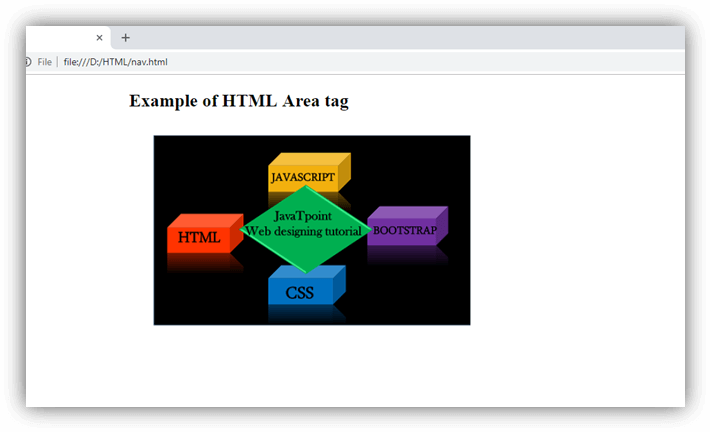 File
file:///D:/HTML/nav.html
Example of HTML Area tag
JAVASCRIPT
JavaTpoint
Web designing tutorial
HTML
BOOTSTRAP
CSS